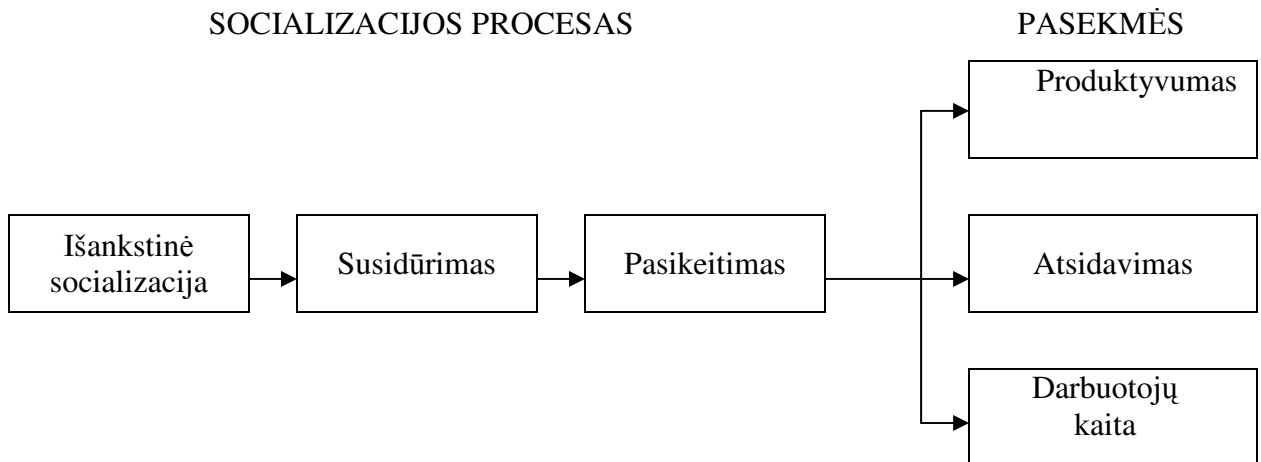 SOCIALIZACIJOS PROCESAS
PASEKMĖS
Produktyvumas
Išankstinė
socializacija
Susidūrimas
Pasikeitimas
Atsidavimas
Darbuotojų
kaita